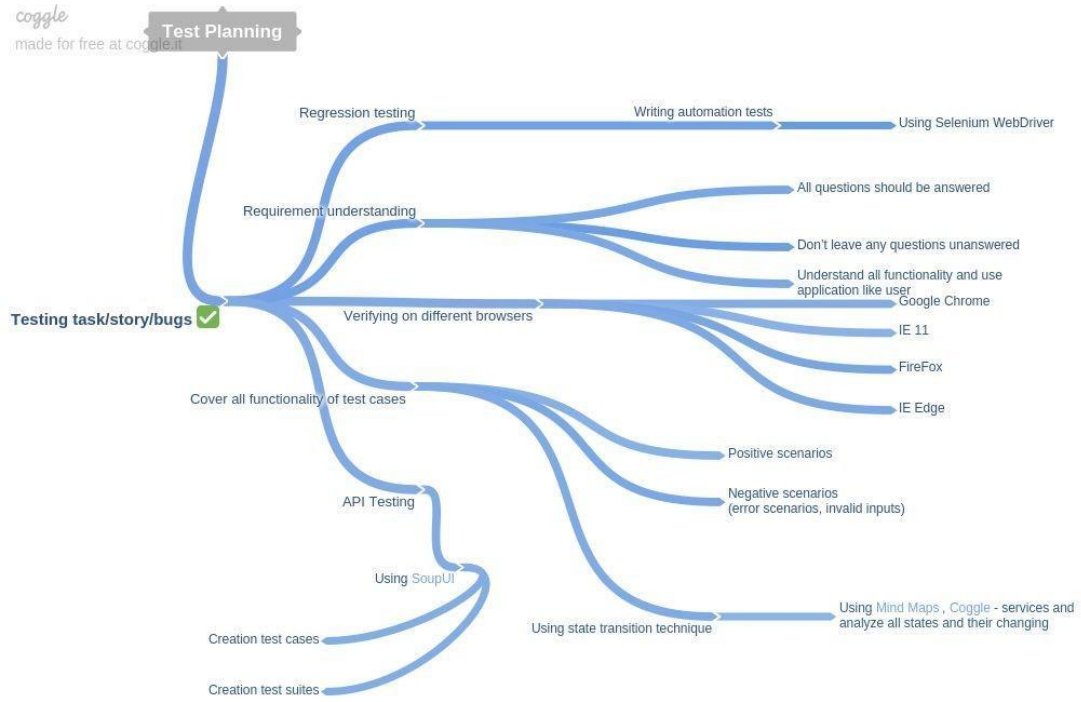 coggle
made for free at coggle.it
Test Planning
Regression testing
Writing automation tests
Using Selenium WebDriver
Requirement understanding
All questions should be answered
Don't leave any questions unanswered
Understand all functionality and use
application like user
Testing task/story/bugs
Verifying on different browsers
Google Chrome
IE 11
FireFox
IE Edge
Cover all functionality of test cases
Positive scenarios
Negative scenarios
(error scenarios, invalid inputs)
Using state transition technique
Using Mind Maps , Coggle - services and
analyze all states and their changing
API Testing
Using SoupUI
Creation test cases
Creation test suites